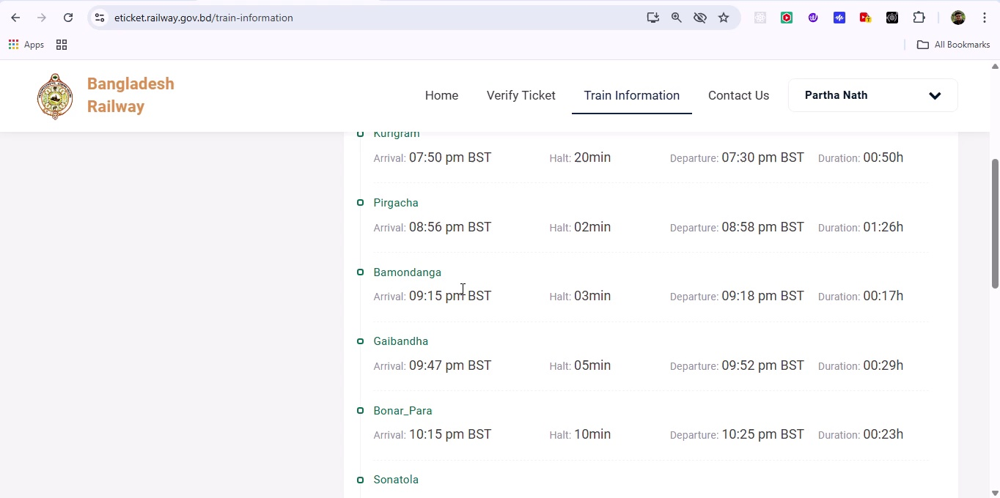 eticket.railway.gov.bd/train-information
Apps
All Bookmarks
Bangladesh
Railway
Home
Verify Ticket
Train Information
Contact Us
Partha Nath
Kurigram
Arrival: 07:50 pm BST Halt: 20min Departure: 07:30 pm BST Duration: 00:50h
Pirgacha
Arrival: 08:56 pm BST Halt: 02min Departure: 08:58 pm BST Duration: 01:26h
Bamondanga
Arrival: 09:15 pm BST Halt: 03min Departure: 09:18 pm BST Duration: 00:17h
Gaibandha
Arrival: 09:47 pm BST Halt: 05min Departure: 09:52 pm BST Duration: 00:29h
Bonar_Para
Arrival: 10:15 pm BST Halt: 10min Departure: 10:25 pm BST Duration: 00:23h
Sonatola